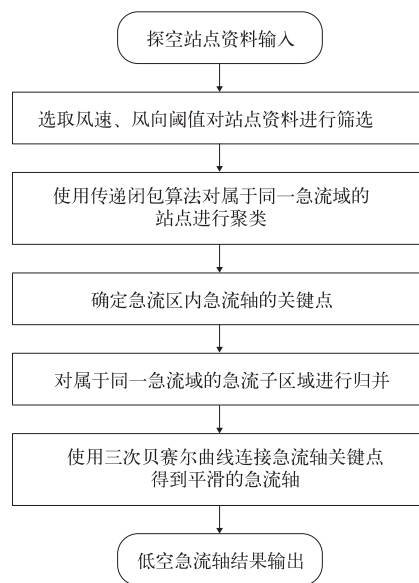 探空站点资料输入
选取风速、风向阈值对站点资料进行筛选
使用传递闭包算法对属于同一急流域的
站点进行聚类
确定急流区内急流轴的关键点
对属于同一急流域的急流子区域进行归并
使用三次贝赛尔曲线连接急流轴关键点
得到平滑的急流轴
低空急流轴结果输出